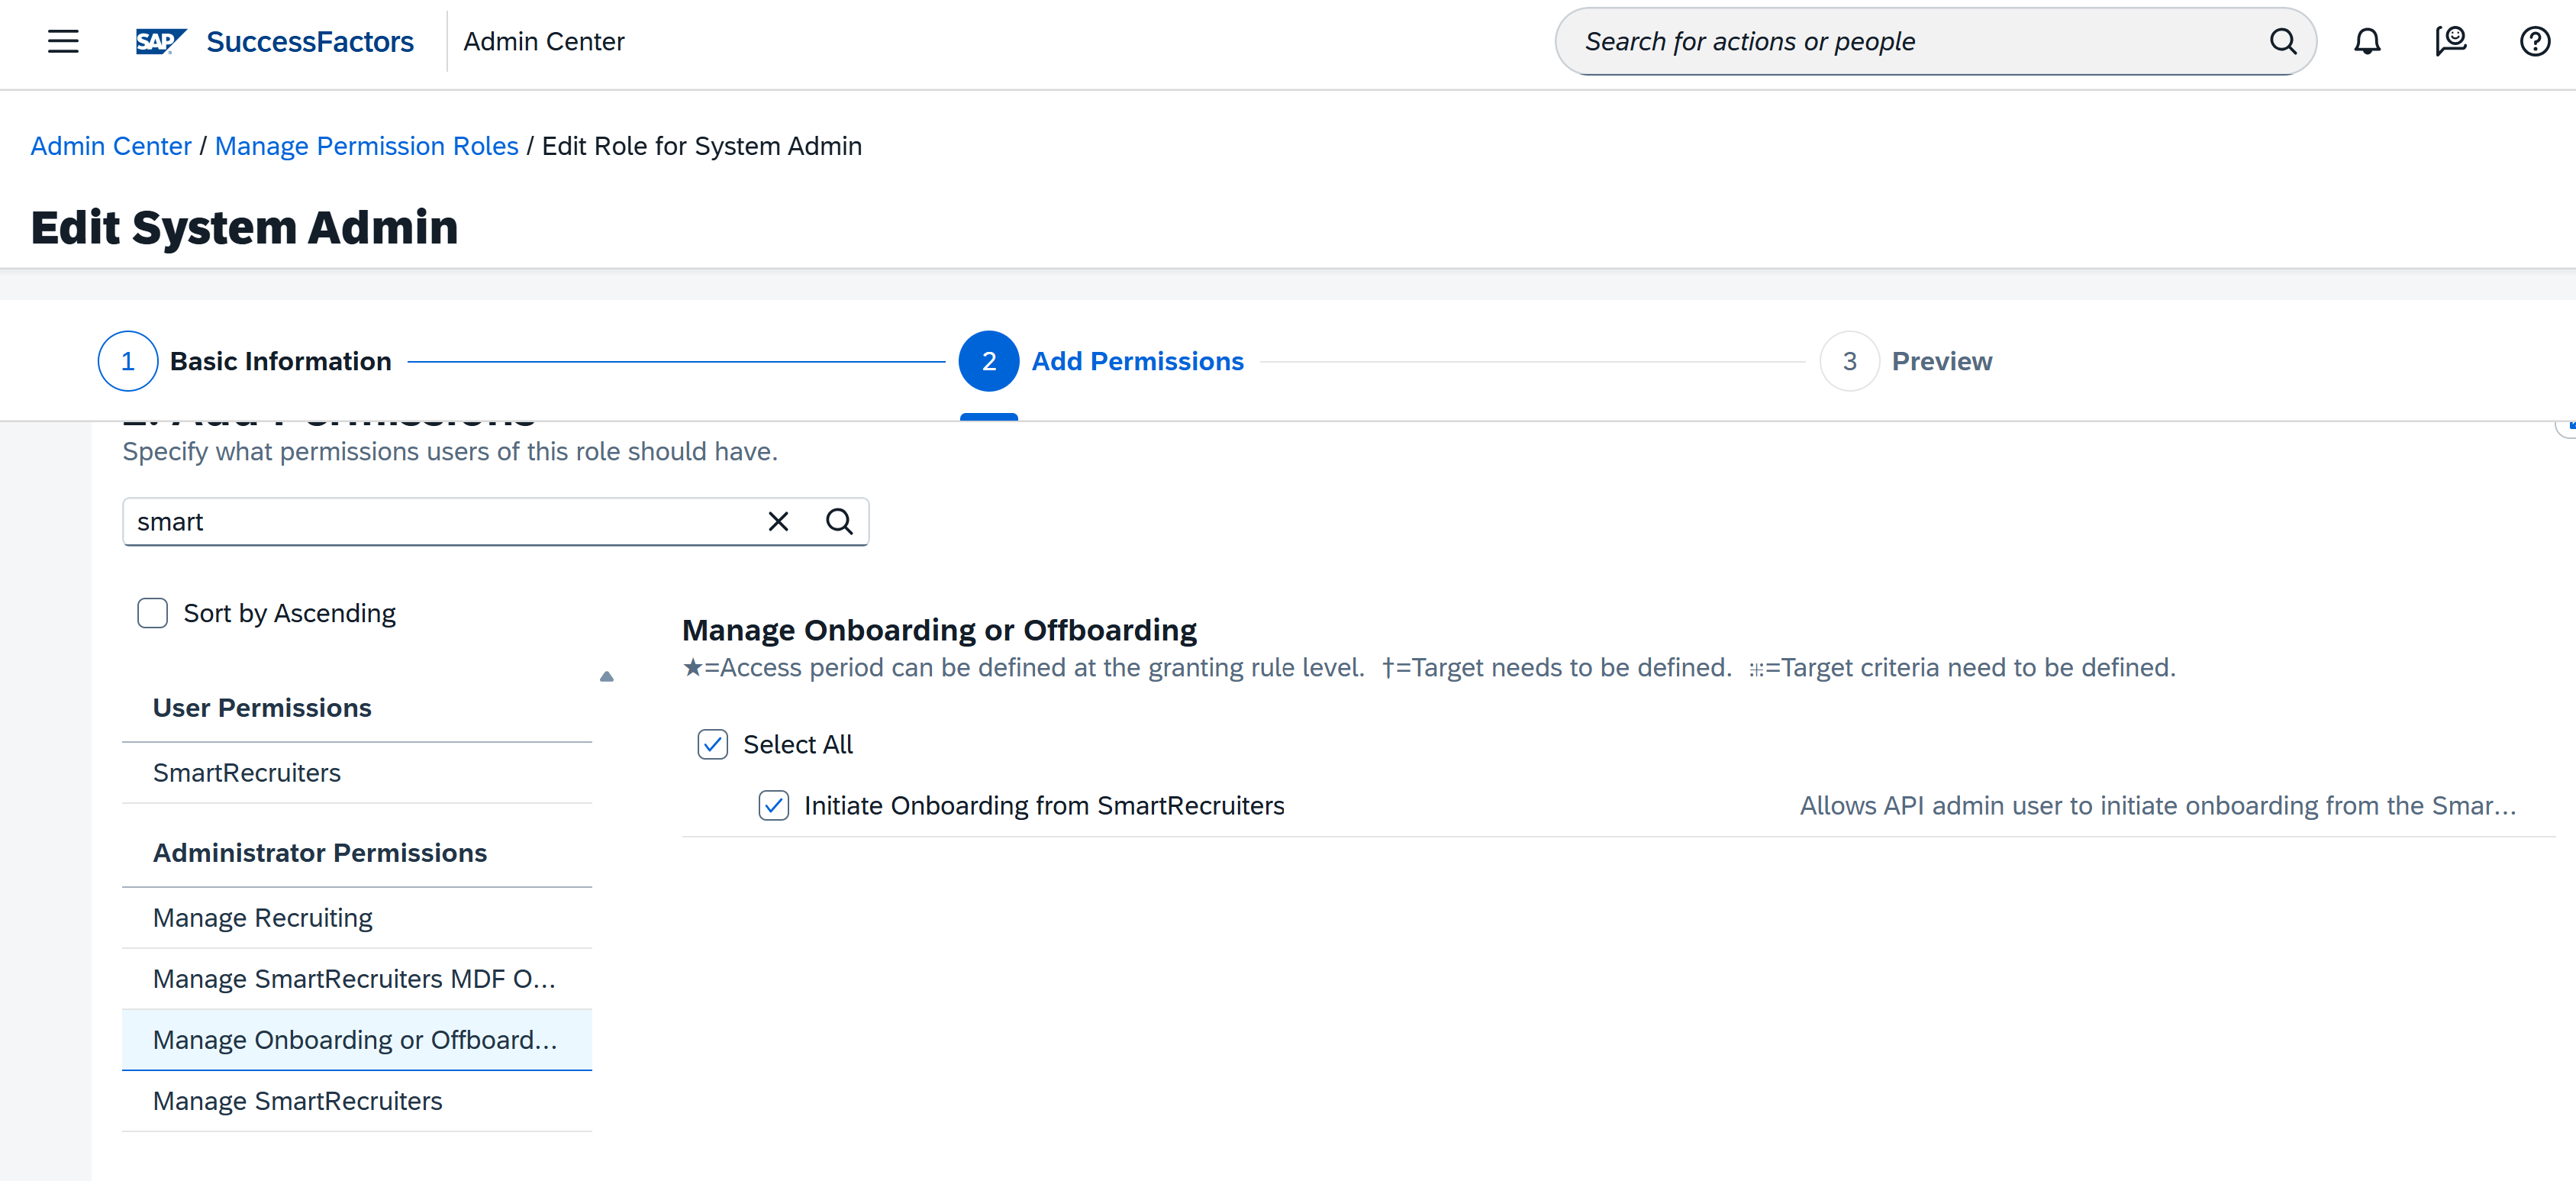 SAP SuccessFactors Admin Center Search for actions or people
Admin Center / Manage Permission Roles / Edit Role for System Admin
Edit System Admin
1 Basic Information 2 Add Permissions 3 Preview
2. Add Permissions
Specify what permissions users of this role should have.
smart
Sort by Ascending
User Permissions
SmartRecruiters
Administrator Permissions
Manage Recruiting
Manage SmartRecruiters MDF O...
Manage Onboarding or Offboard...
Manage SmartRecruiters
Manage Onboarding or Offboarding
★=Access period can be defined at the granting rule level. †=Target needs to be defined. ⁜=Target criteria need to be defined.
Select All
Initiate Onboarding from SmartRecruiters Allows API admin user to initiate onboarding from the Smar...